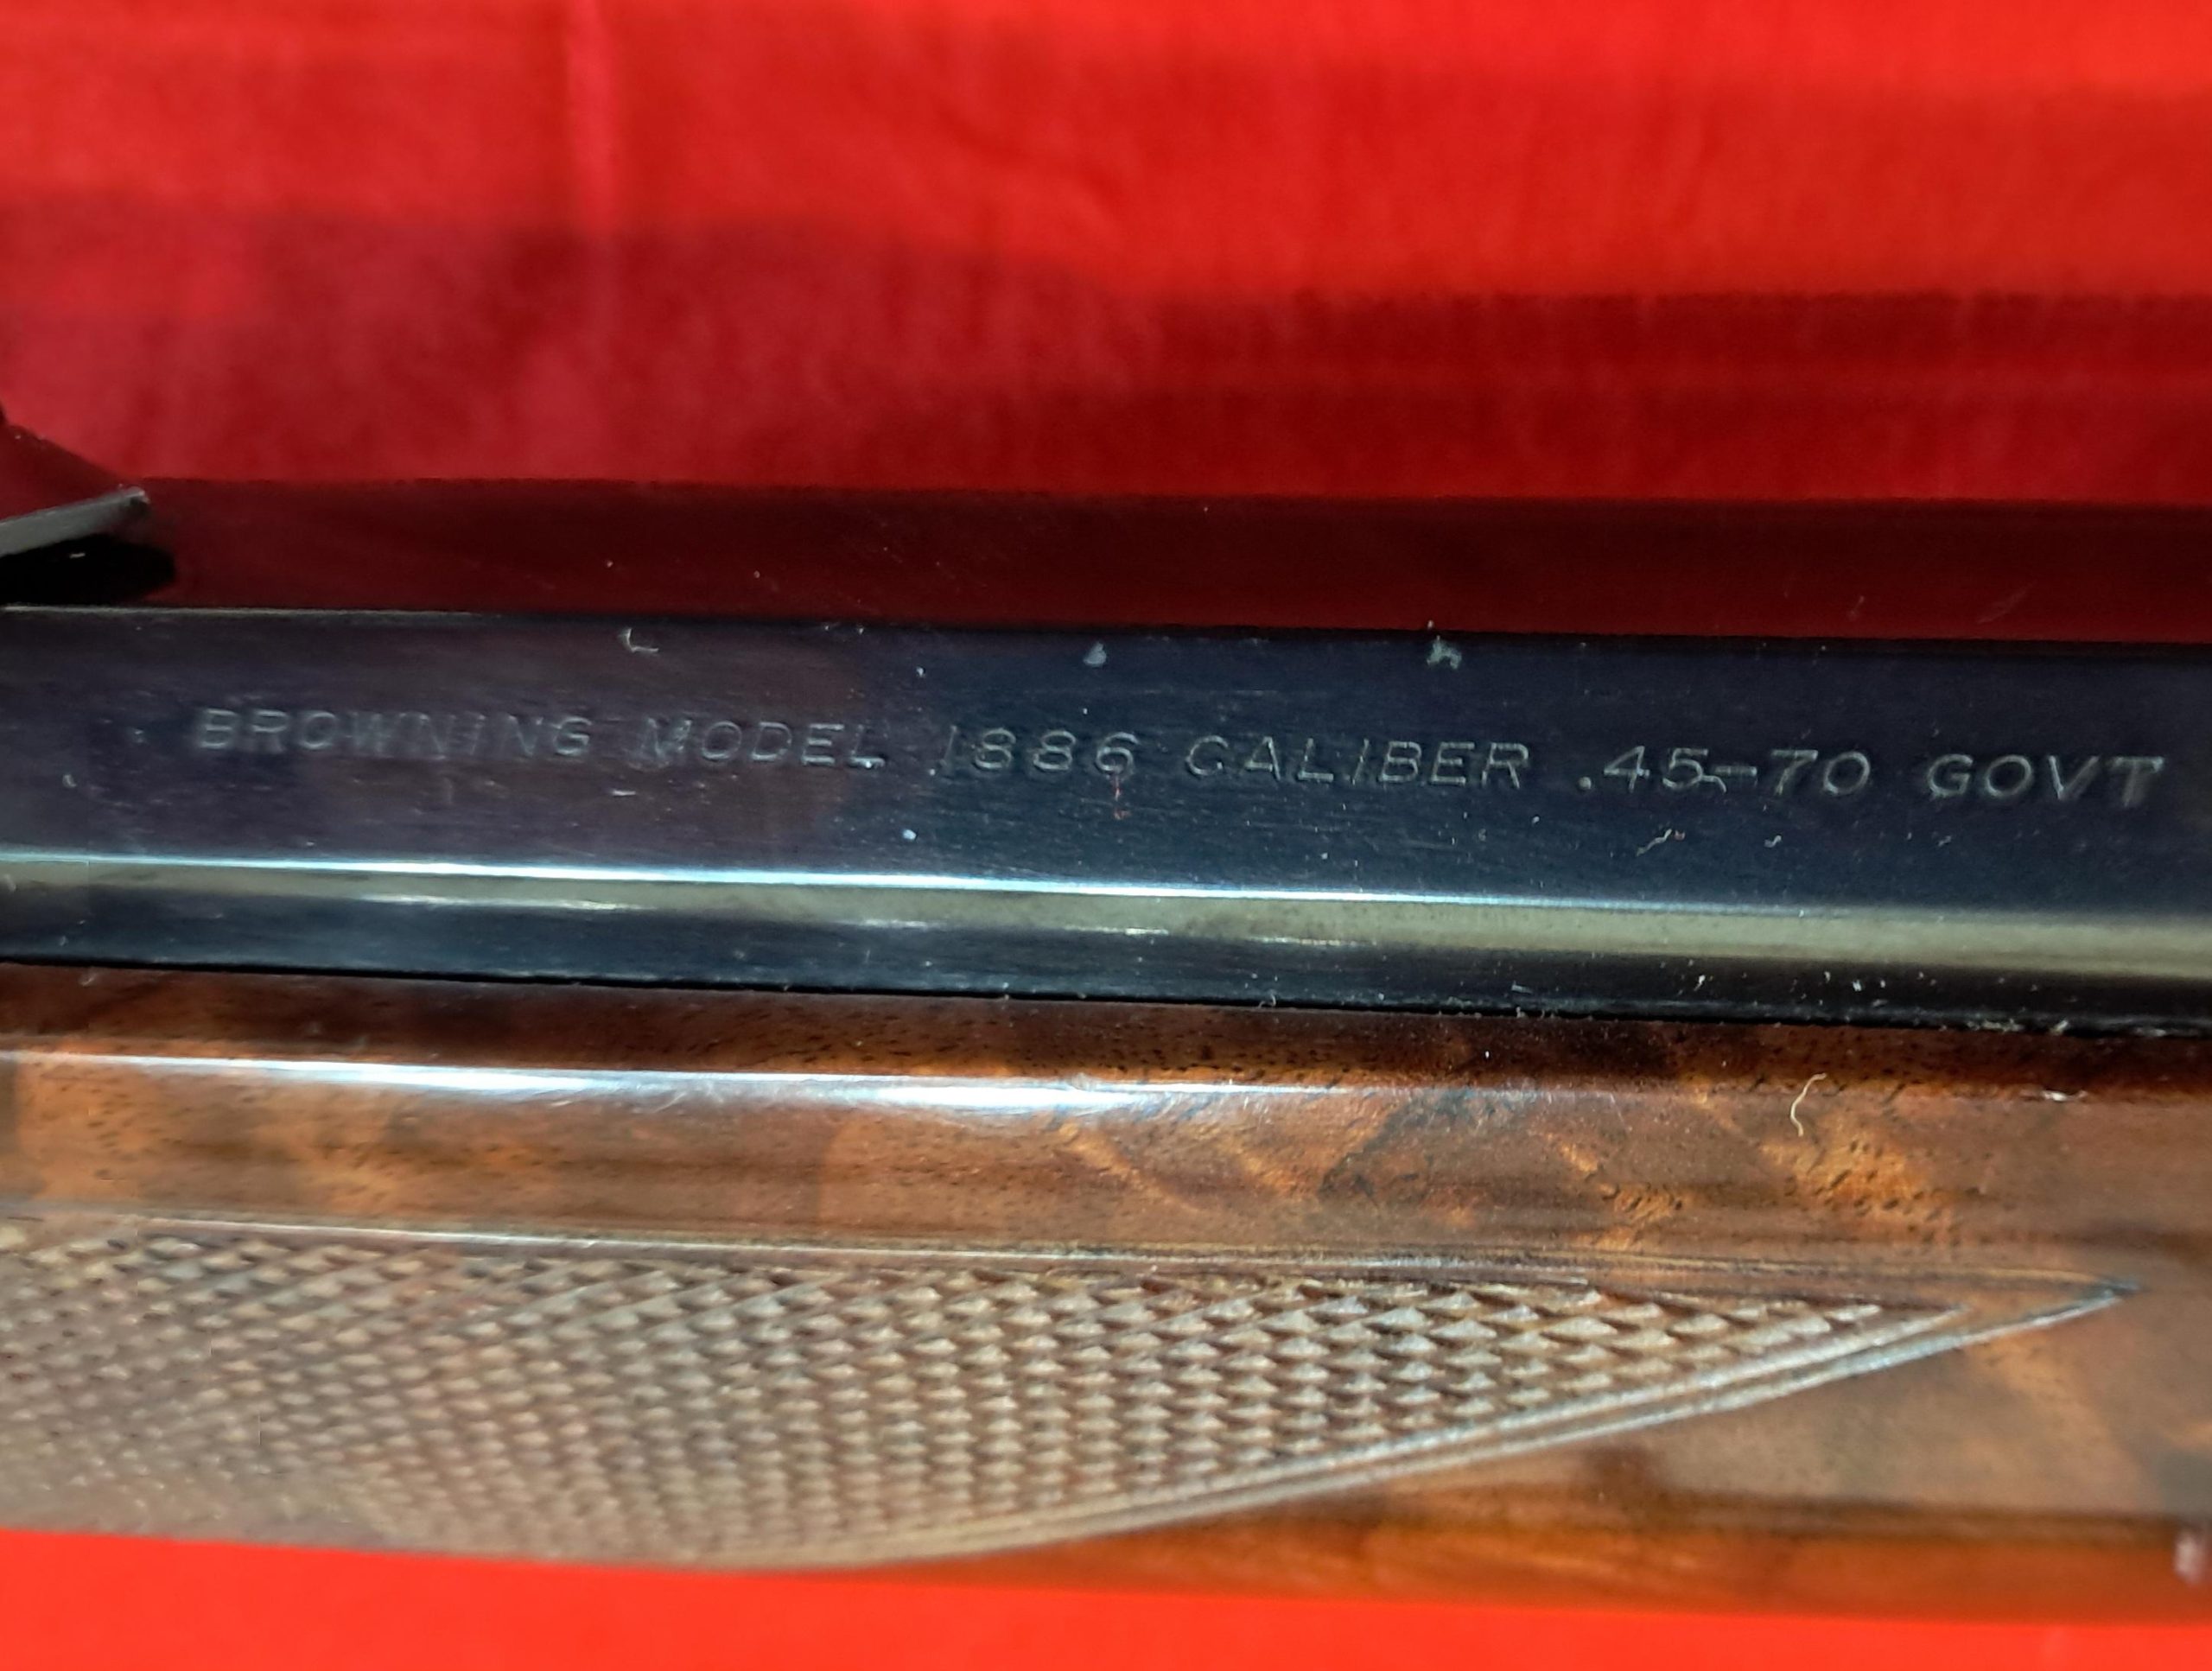 BROWNING MODEL 1886 CALIBER .45-70 GOVT